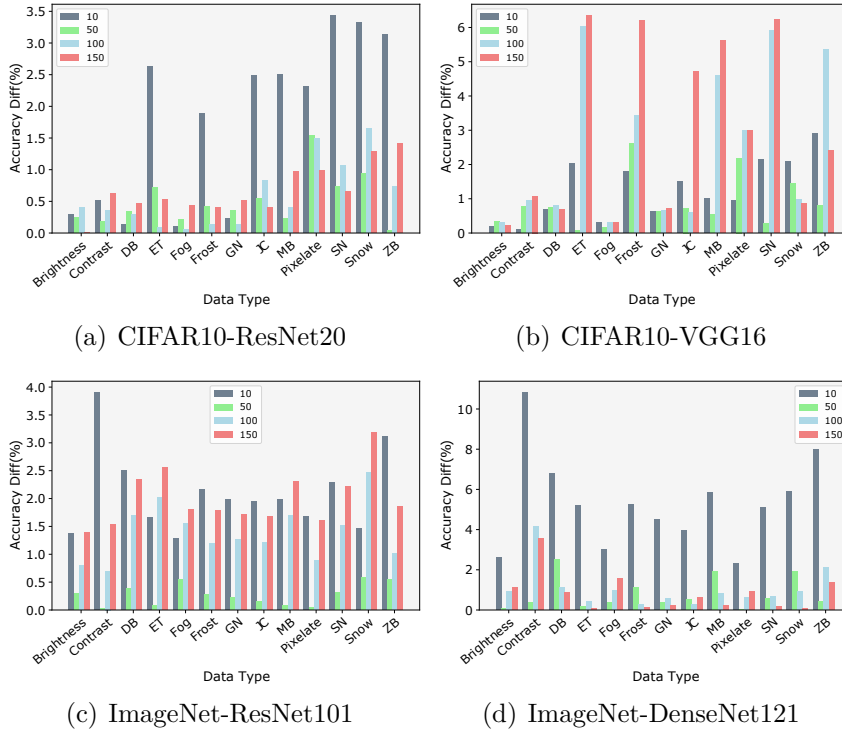 3.5
3.0
2.5
2.0
1.5
1.0
0.5
0.0
Accuracy Diff(%)
10
50
100
150
Brightness
Contrast
DB
ET
Fog
Frost
GN
JC
MB
Pixelate
SN
Snow
ZB
Data Type
(a) CIFAR10-ResNet20
6
5
4
3
2
1
0
Accuracy Diff(%)
10
50
100
150
Brightness
Contrast
DB
ET
Fog
Frost
GN
JC
MB
Pixelate
SN
Snow
ZB
Data Type
(b) CIFAR10-VGG16
4.0
3.5
3.0
2.5
2.0
1.5
1.0
0.5
0.0
Accuracy Diff(%)
10
50
100
150
Brightness
Contrast
DB
ET
Fog
Frost
GN
JC
MB
Pixelate
SN
Snow
ZB
Data Type
(c) ImageNet-ResNet101
10
8
6
4
2
0
Accuracy Diff(%)
10
50
100
150
Brightness
Contrast
DB
ET
Fog
Frost
GN
JC
MB
Pixelate
SN
Snow
ZB
Data Type
(d) ImageNet-DenseNet121